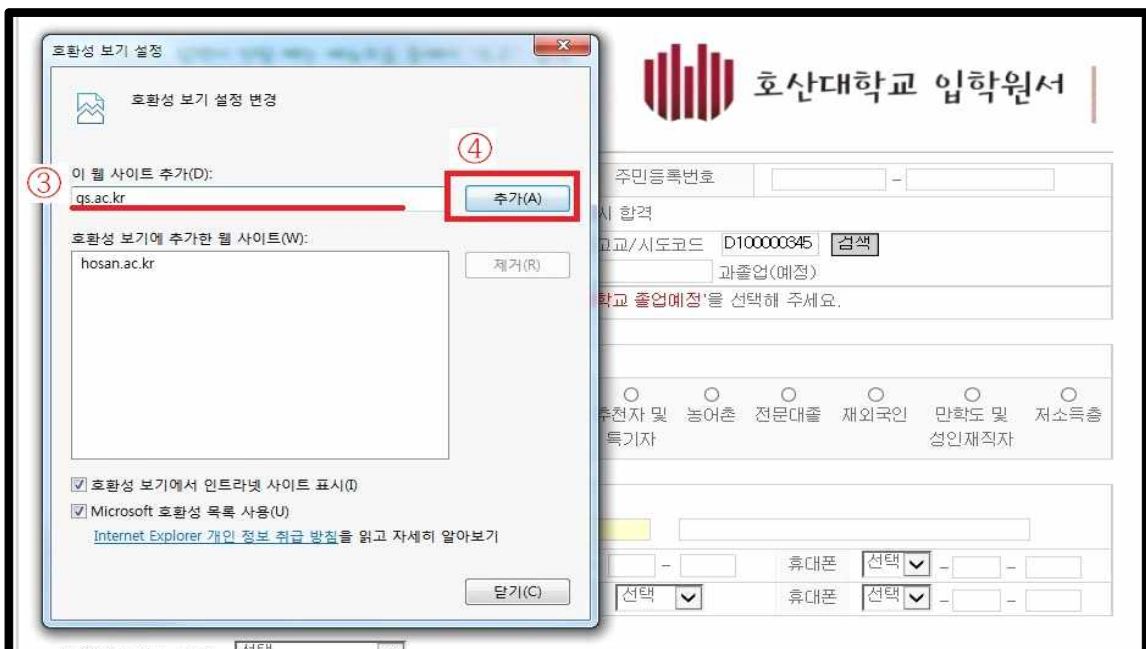 호환성 보기 설정
호환성 보기 설정 변경
④
③
이 웹 사이트 추가(D):
qs.ac.kr
추가(A)
호환성 보기에 추가한 웹 사이트(W):
hosan.ac.kr
제거(R)
호환성 보기에서 인트라넷 사이트 표시(I)
Microsoft 호환성 목록 사용(U)
Internet Explorer 개인 정보 취급 방침을 읽고 자세히 알아보기
닫기(C)
호산대학교 입학원서
주민등록번호 –
시 합격
고교/시도코드 D100000345 검색
과졸업(예정)
학교 졸업예정'을 선택해 주세요.
추천자 및 농어촌 전문대졸 재외국인 만학도 및 저소득층
특기자 성인재직자
– 휴대폰 선택 – –
선택 휴대폰 선택 – –
선택